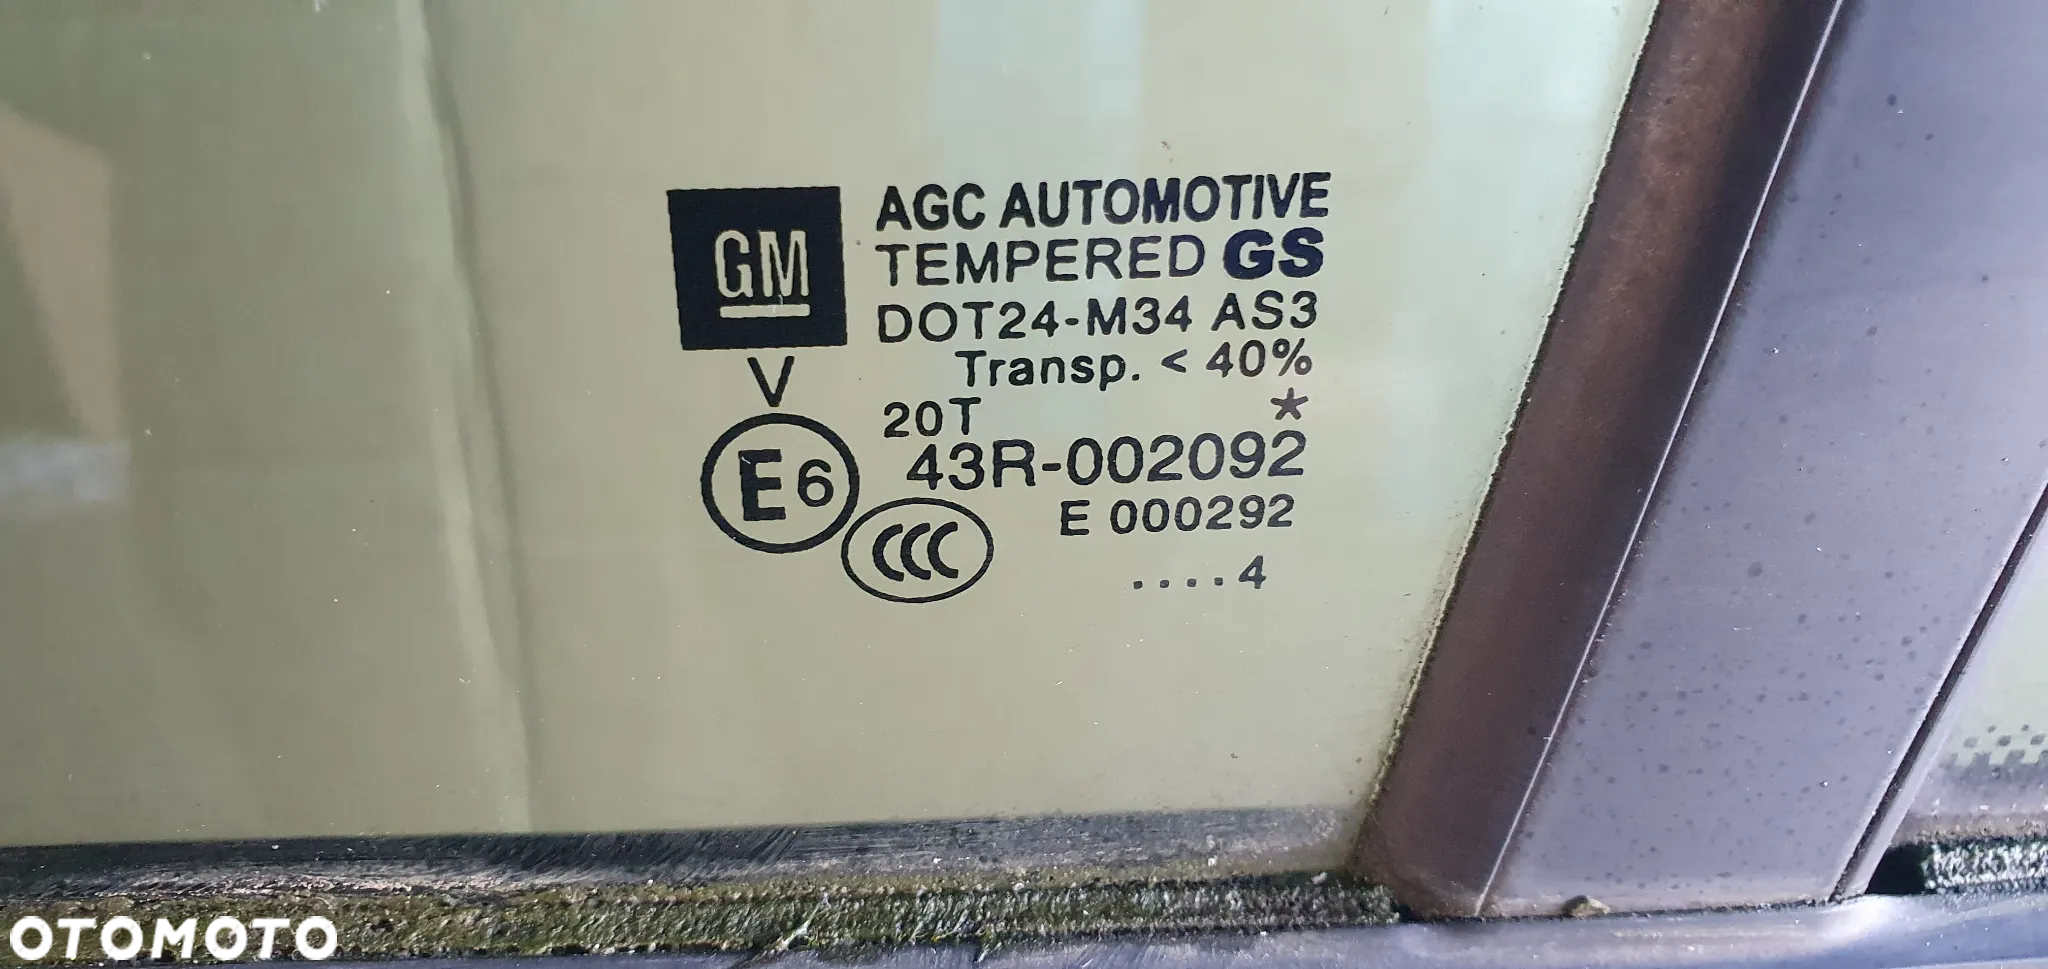 GM
AGC AUTOMOTIVE
TEMPERED GS
DOT24-M34 AS3
Transp. < 40%
V
20T *
E6
43R-002092
CCC
E 000292
....4
OTOMOTO